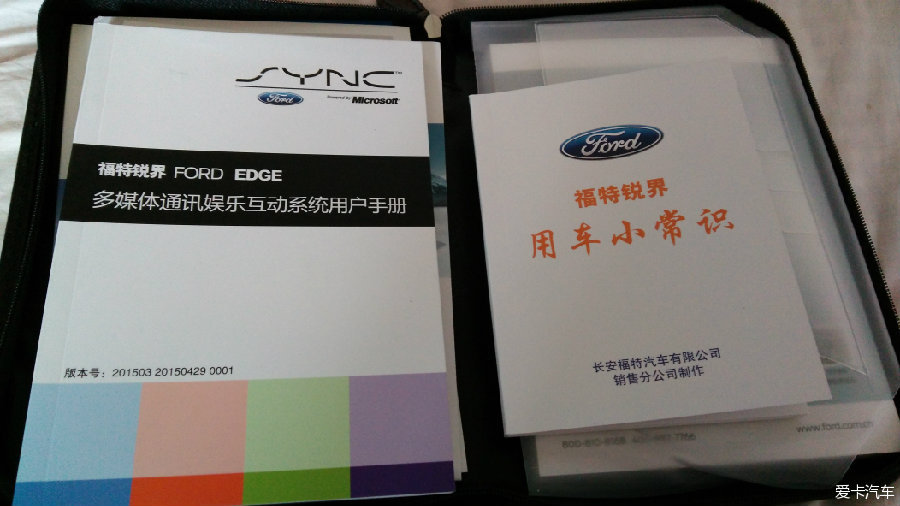 SYNC™
Ford
Powered by Microsoft
福特锐界 FORD EDGE
多媒体通讯娱乐互动系统用户手册
版本号：201503 20150429 0001
Ford
福特锐界
用车小常识
长安福特汽车有限公司
销售分公司制作
www.ford.com.cn
爱卡汽车